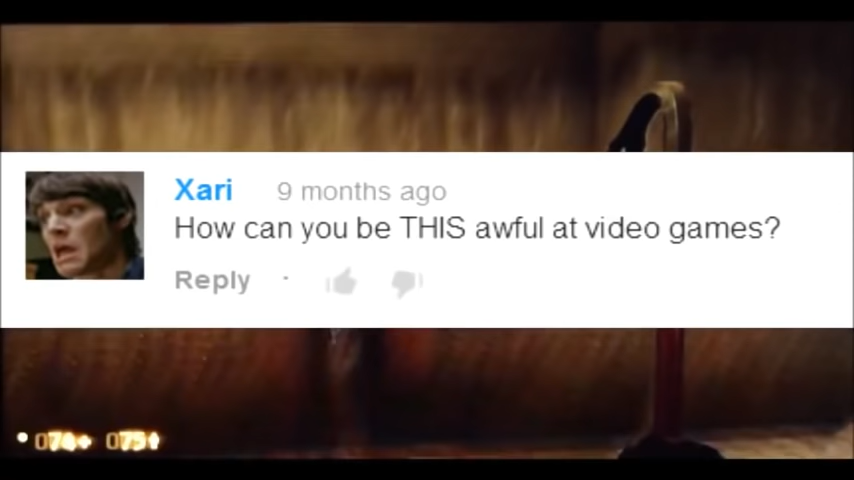 Xari 9 months ago
How can you be THIS awful at video games?
Reply ·